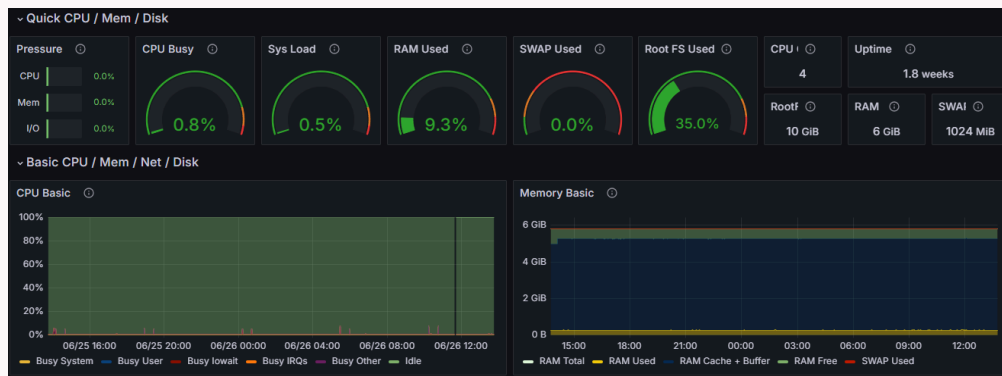 Quick CPU / Mem / Disk
Pressure
CPU Busy
Sys Load
RAM Used
SWAP Used
Root FS Used
CPU
Uptime
CPU 0.0%
Mem 0.0%
I/O 0.0%
0.8%
0.5%
9.3%
0.0%
35.0%
4
1.8 weeks
RootF
RAM
SWAI
10 GiB
6 GiB
1024 MiB
Basic CPU / Mem / Net / Disk
CPU Basic
100%
80%
60%
40%
20%
0%
06/25 16:00 06/25 20:00 06/26 00:00 06/26 04:00 06/26 08:00 06/26 12:00
Busy System Busy User Busy Iowait Busy IRQs Busy Other Idle
Memory Basic
6 GiB
4 GiB
2 GiB
0 B
15:00 18:00 21:00 00:00 03:00 06:00 09:00 12:00
RAM Total RAM Used RAM Cache + Buffer RAM Free SWAP Used